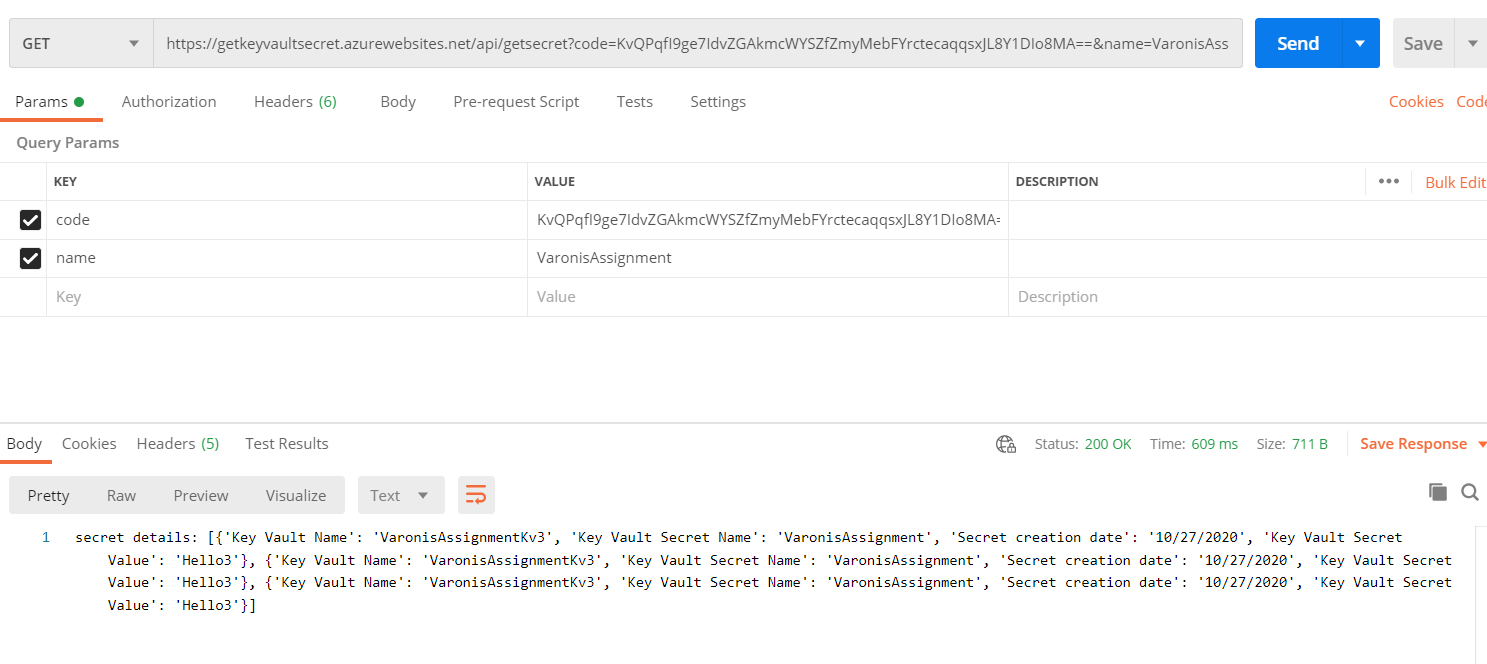 GET
https://getkeyvaultsecret.azurewebsites.net/api/getsecret?code=KvQPqfI9ge7IdvZGAkmcWYSZfZmyMebFYrctecaqqsxJL8Y1DIo8MA==&name=VaronisAss
Send
Save
Params
Authorization
Headers (6)
Body
Pre-request Script
Tests
Settings
Cookies
Code
Query Params
KEY
VALUE
DESCRIPTION
Bulk Edit
code
KvQPqfI9ge7IdvZGAkmcWYSZfZmyMebFYrctecaqqsxJL8Y1DIo8MA=
name
VaronisAssignment
Key
Value
Description
Body
Cookies
Headers (5)
Test Results
Status: 200 OK
Time: 609 ms
Size: 711 B
Save Response
Pretty
Raw
Preview
Visualize
Text
1 secret details: [{'Key Vault Name': 'VaronisAssignmentKv3', 'Key Vault Secret Name': 'VaronisAssignment', 'Secret creation date': '10/27/2020', 'Key Vault Secret
Value': 'Hello3'}, {'Key Vault Name': 'VaronisAssignmentKv3', 'Key Vault Secret Name': 'VaronisAssignment', 'Secret creation date': '10/27/2020', 'Key Vault Secret
Value': 'Hello3'}, {'Key Vault Name': 'VaronisAssignmentKv3', 'Key Vault Secret Name': 'VaronisAssignment', 'Secret creation date': '10/27/2020', 'Key Vault Secret
Value': 'Hello3'}]